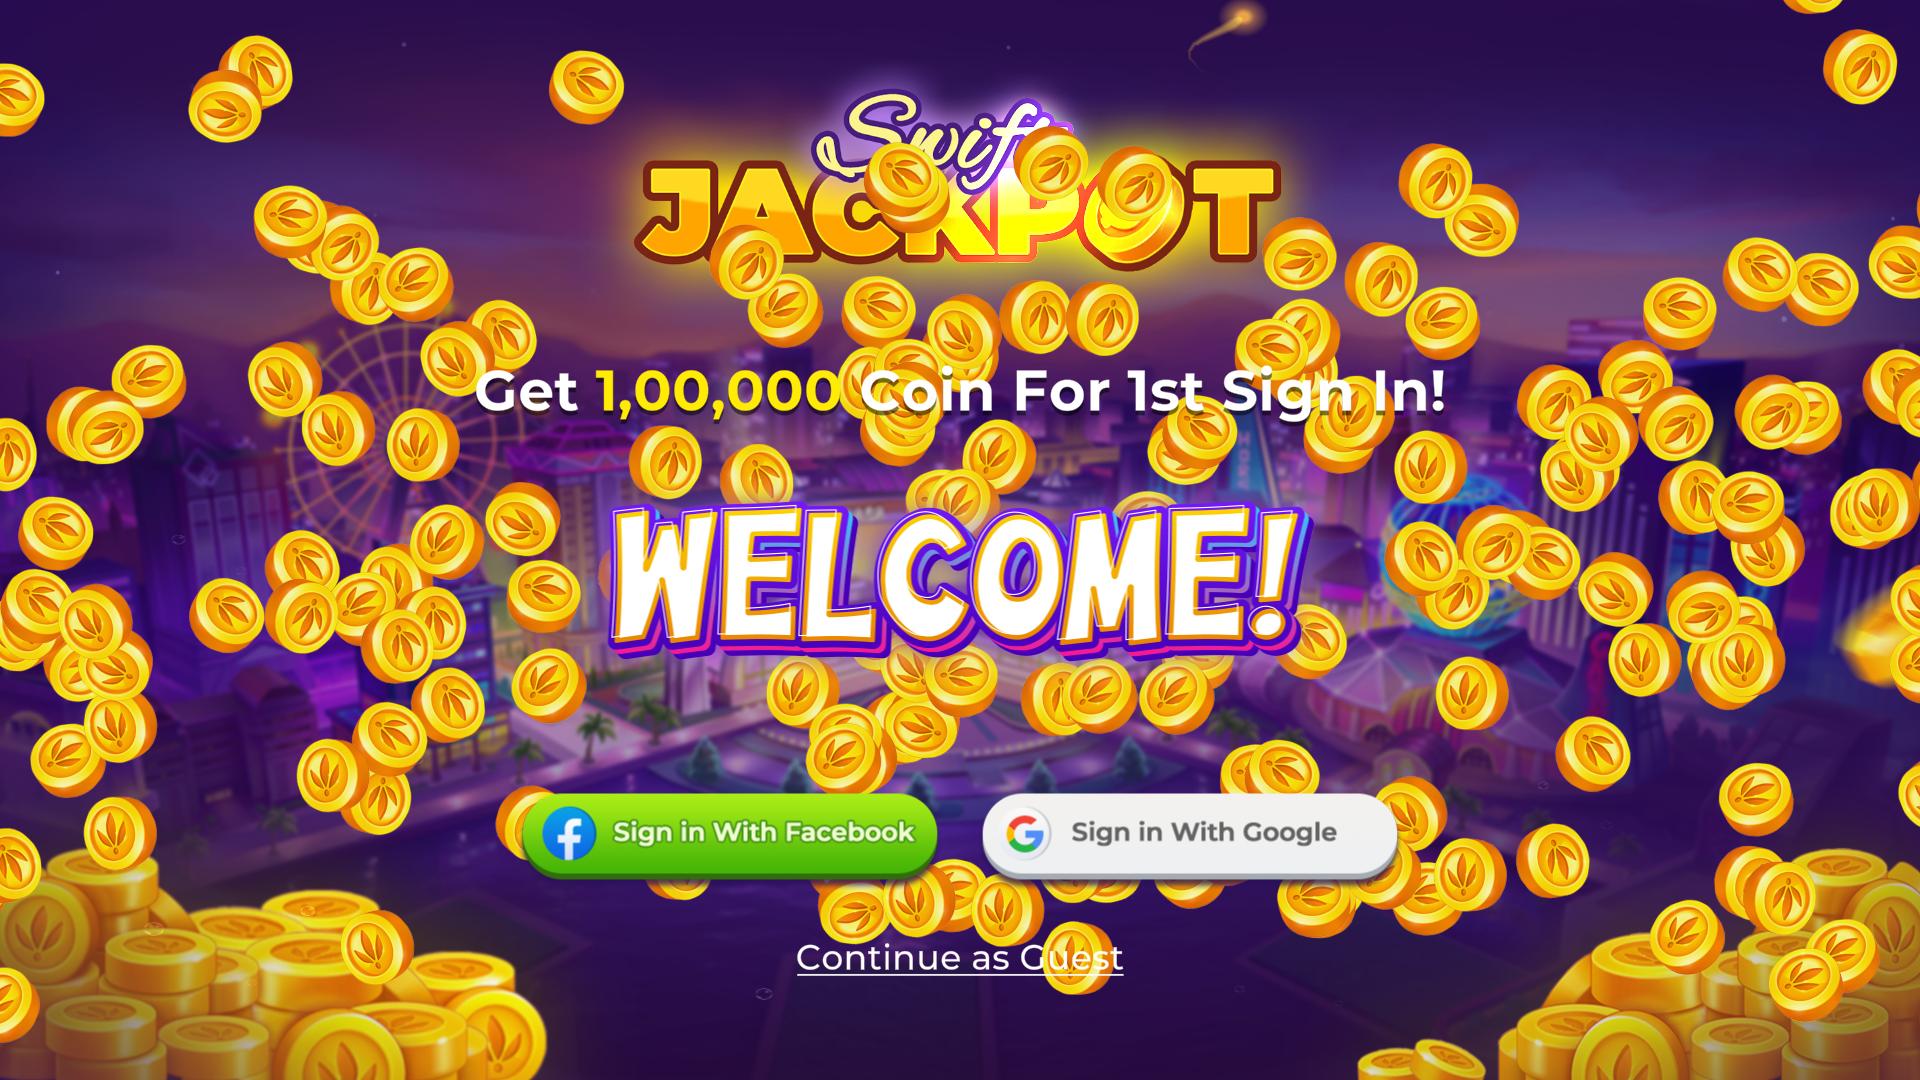 Swift
JACKPOT
Get 1,00,000 Coin For 1st Sign In!
WELCOME!
Sign in With Facebook
Sign in With Google
Continue as Guest